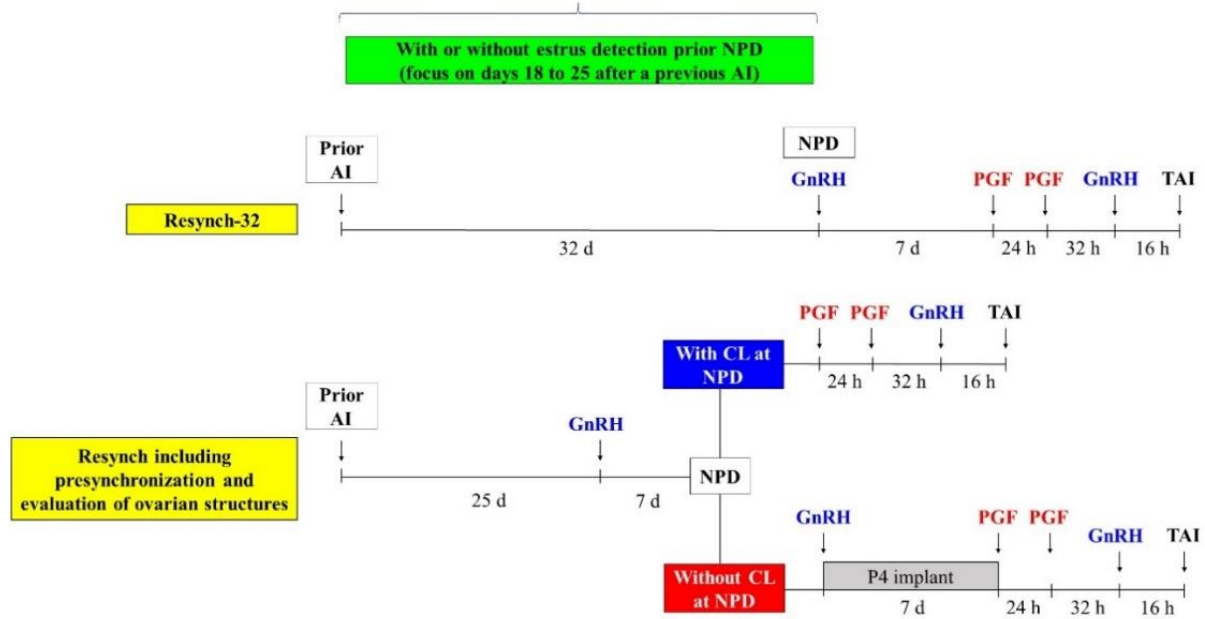 With or without estrus detection prior NPD
(focus on days 18 to 25 after a previous AI)
Prior
AI
NPD
GnRH
PGF PGF GnRH TAI
Resynch-32
32 d 7 d 24 h 32 h 16 h
PGF PGF GnRH TAI
With CL at
NPD
24 h 32 h 16 h
Prior
AI
GnRH
Resynch including
presynchronization and
evaluation of ovarian structures
NPD
25 d 7 d
GnRH PGF PGF GnRH TAI
Without CL
at NPD
P4 implant
7 d 24 h 32 h 16 h